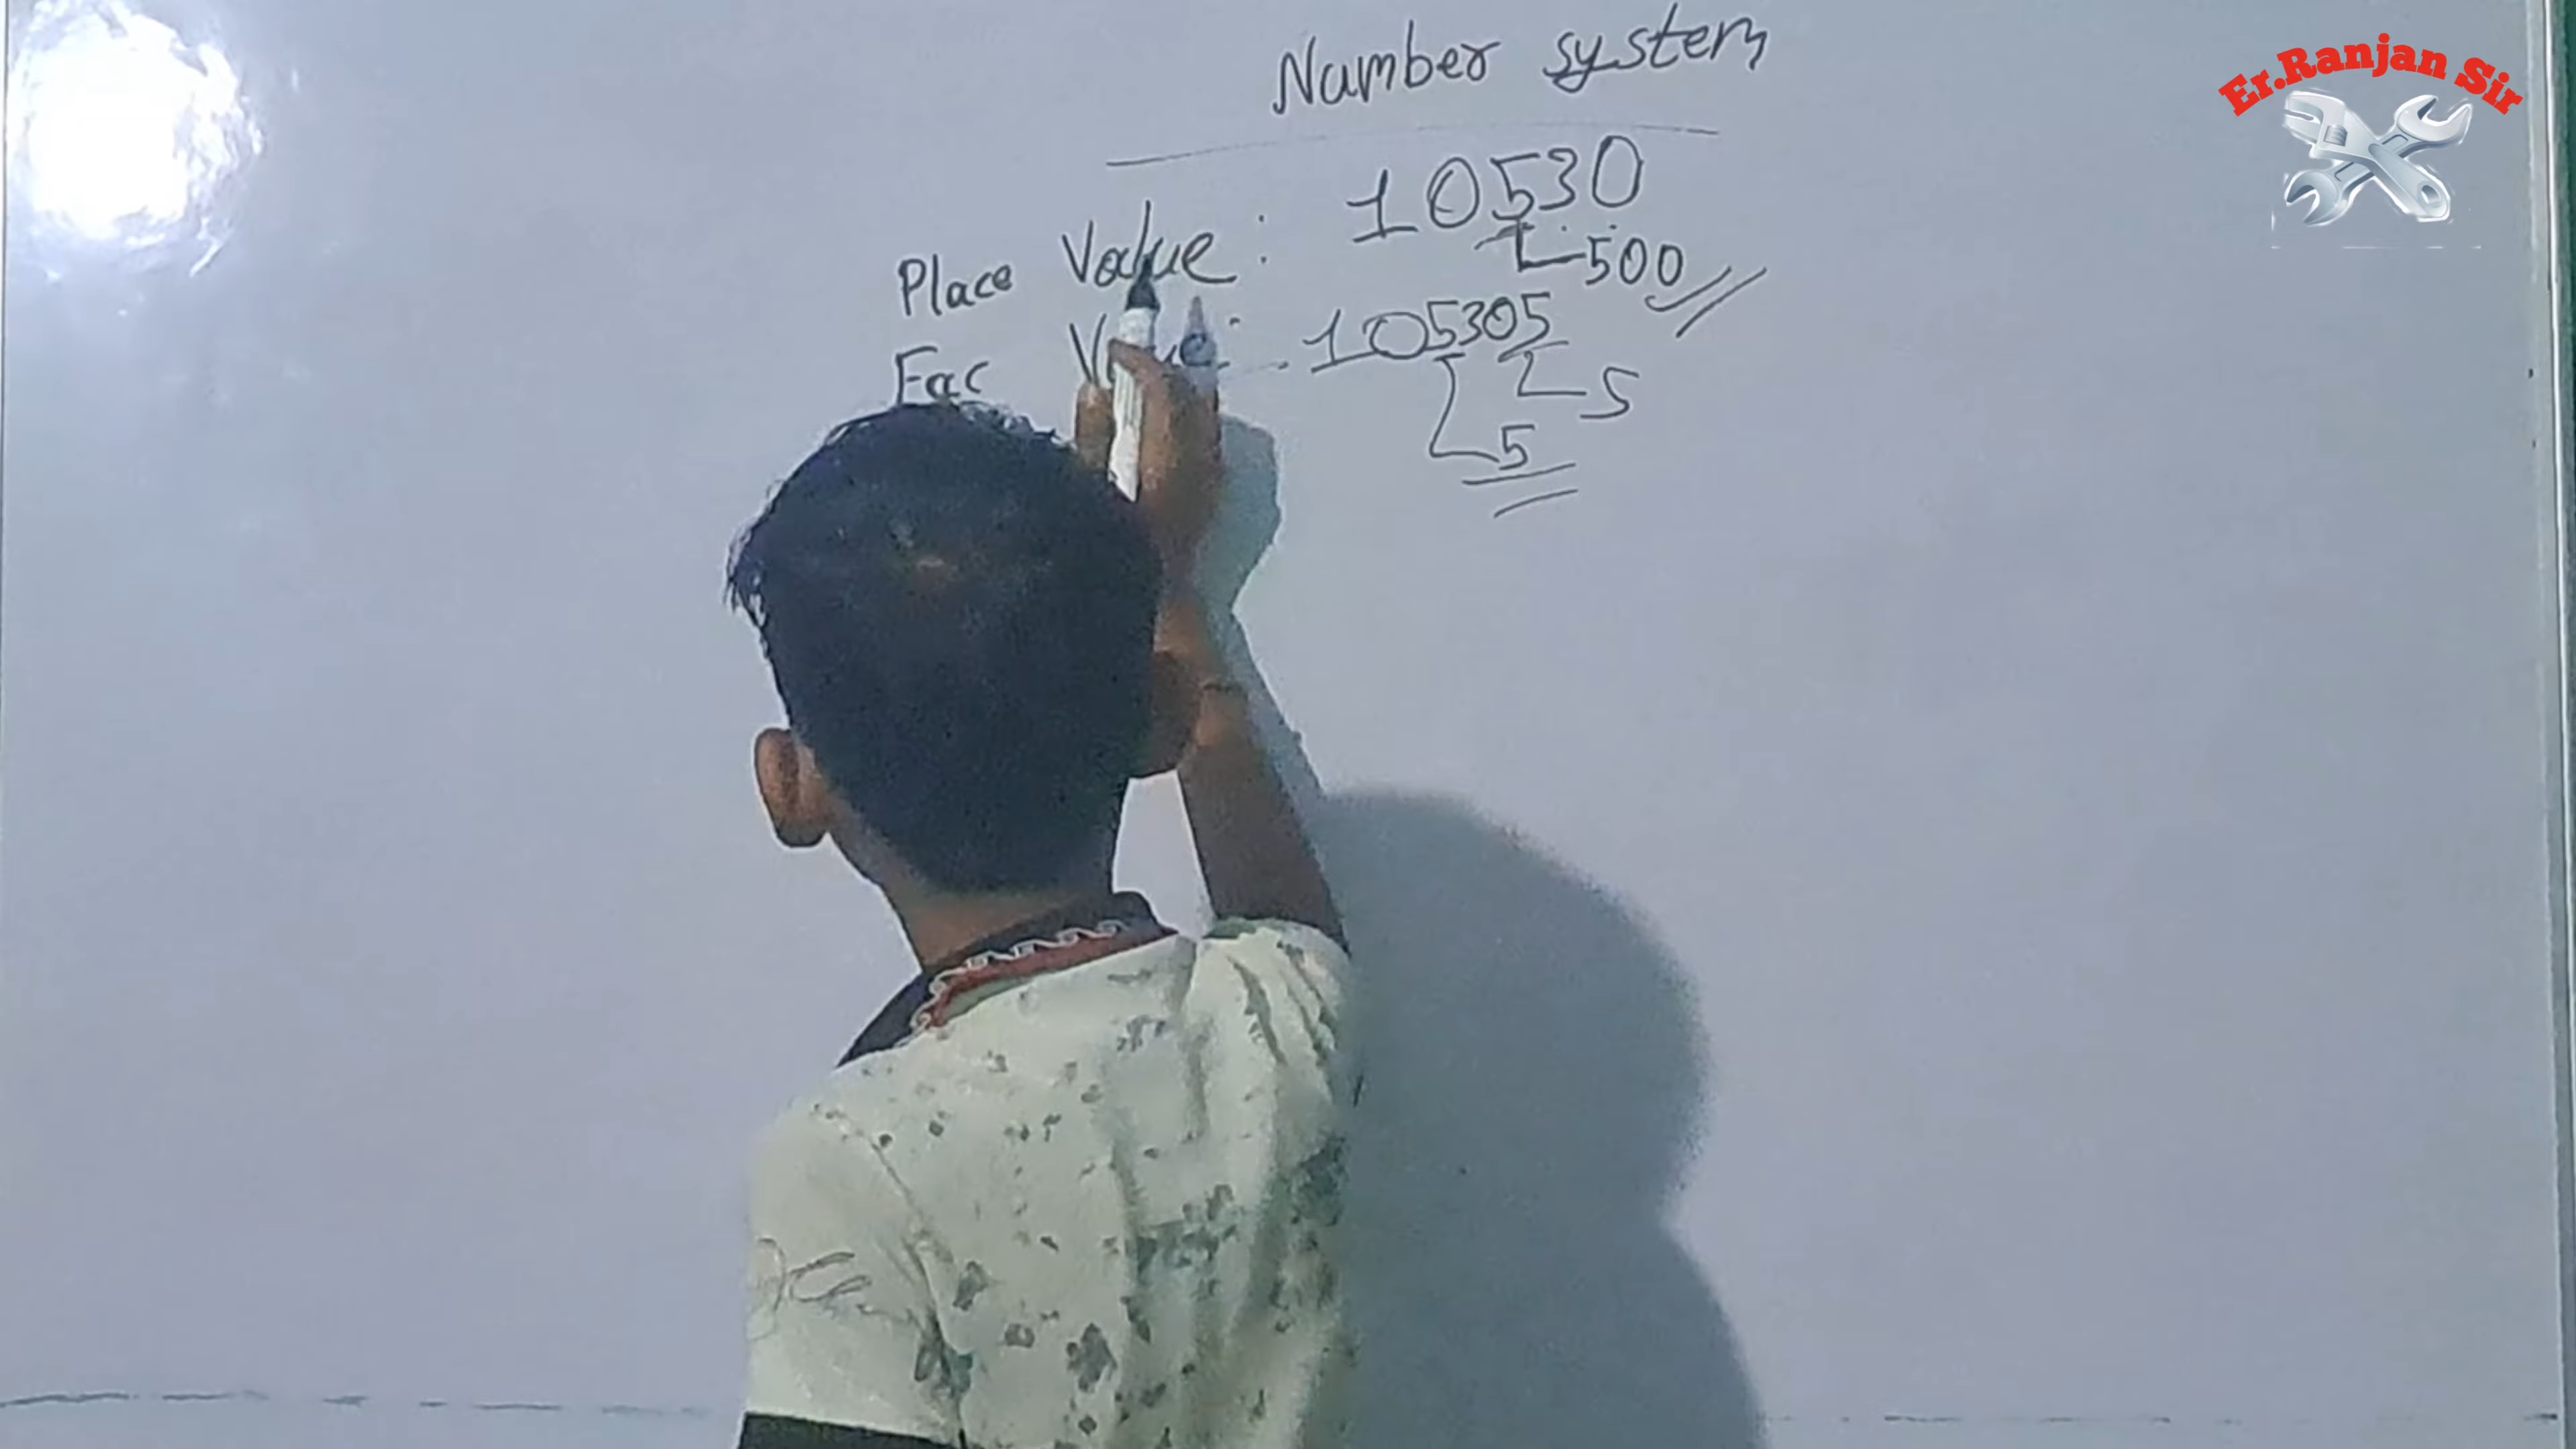 Number system
Place Value : 10530
500
Fac : 105305
5
5
Er.Ranjan Sir